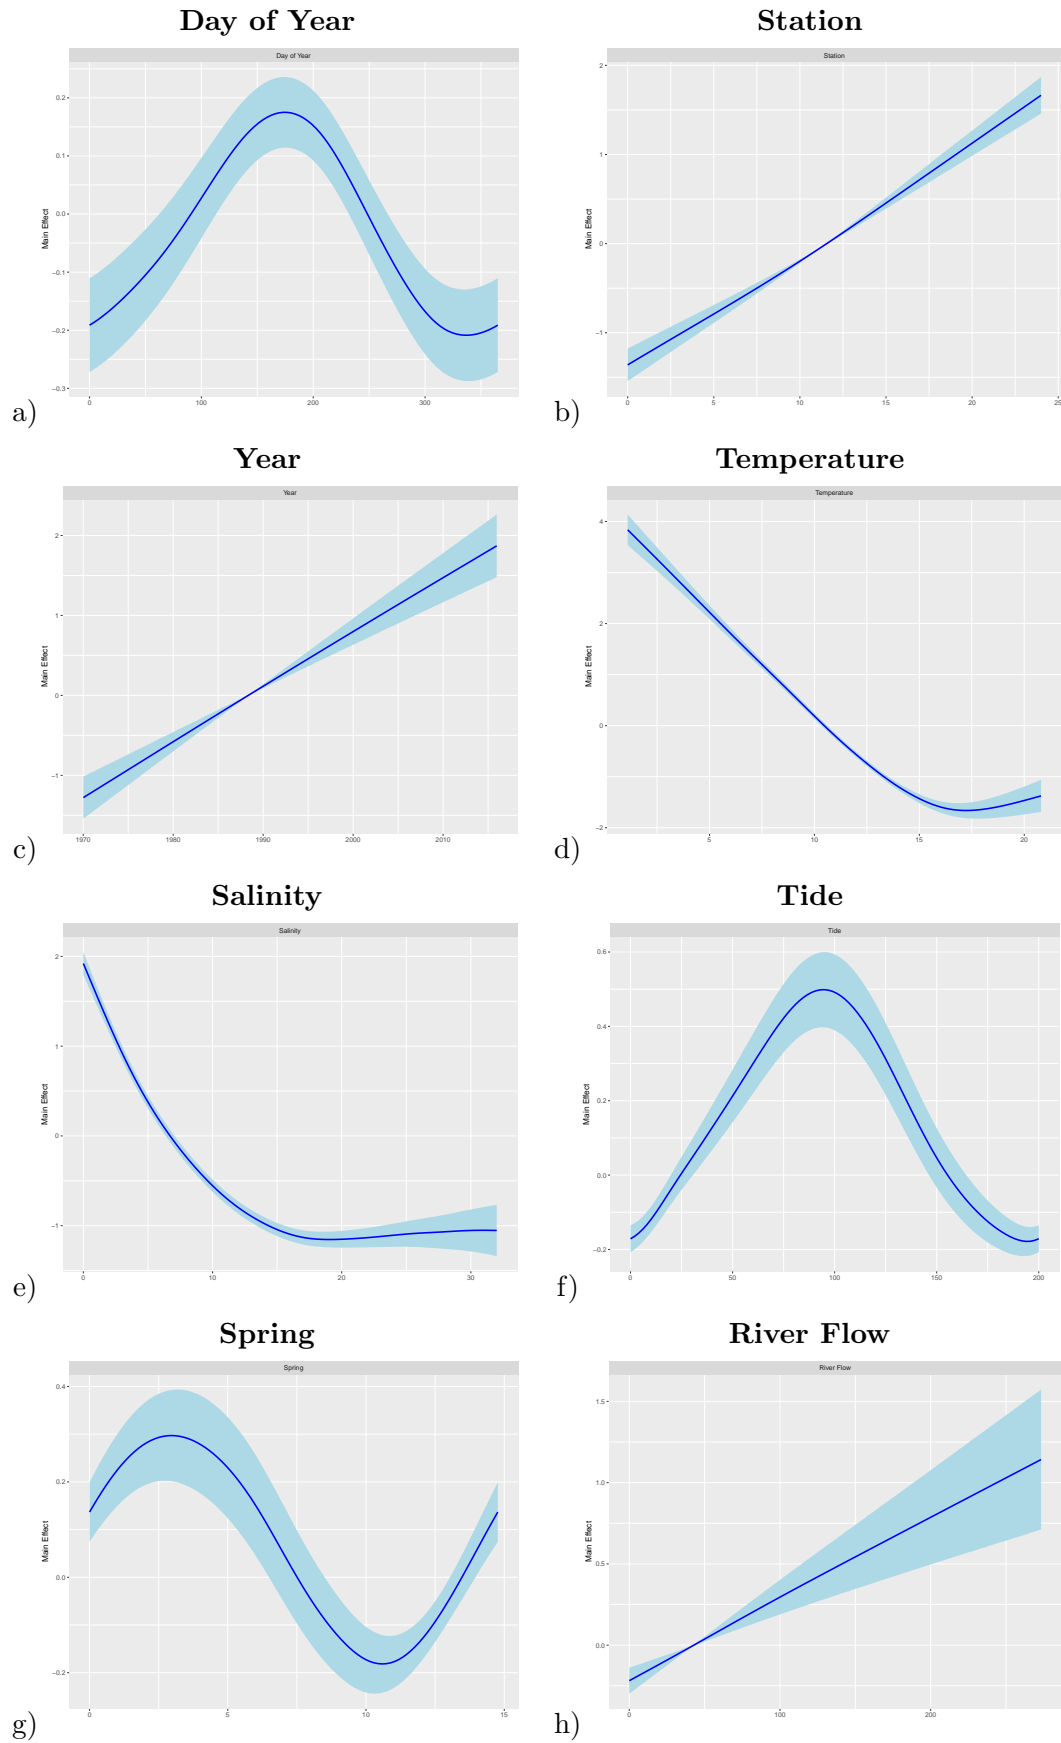 Day of Year
Day of Year
Main Effect
0.2
0.1
0.0
−0.1
−0.2
−0.3
0 100 200 300
a)
Station
Station
Main Effect
2
1
0
−1
0 5 10 15 20 25
b)
Year
Year
Main Effect
2
1
0
−1
1970 1980 1990 2000 2010
c)
Temperature
Temperature
Main Effect
4
2
0
−2
5 10 15 20
d)
Salinity
Salinity
Main Effect
2
1
0
−1
0 10 20 30
e)
Tide
Tide
Main Effect
0.6
0.4
0.2
0.0
−0.2
0 50 100 150 200
f)
Spring
Spring
Main Effect
0.4
0.2
0.0
−0.2
0 5 10 15
g)
River Flow
River Flow
Main Effect
1.5
1.0
0.5
0.0
0 100 200
h)